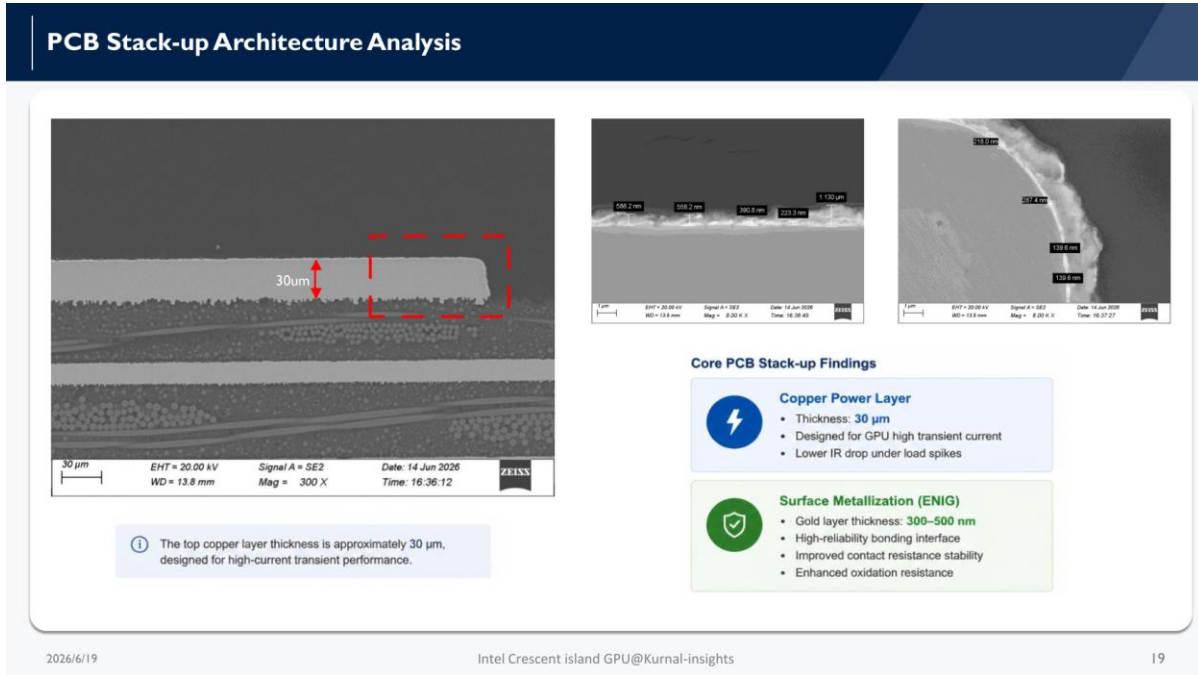 PCB Stack-up Architecture Analysis
30um
30 μm
EHT = 20.00 kV
Signal A = SE2
Date: 14 Jun 2026
WD = 13.8 mm
Mag = 300 X
Time: 16:36:12
ZEISS
586.2 nm
558.2 nm
390.8 nm
223.3 nm
1.130 μm
1 μm
EHT = 20.00 kV
Signal A = SE2
Date: 14 Jun 2026
WD = 13.8 mm
Mag = 8.00 K X
ZEISS
139.6 nm
139.6 nm
1 μm
EHT = 20.00 kV
Signal A = SE2
Date: 14 Jun 2026
WD = 13.8 mm
Mag = 8.00 K X
Time: 16:37:27
ZEISS
The top copper layer thickness is approximately 30 μm,
designed for high-current transient performance.
Core PCB Stack-up Findings
Copper Power Layer
• Thickness: 30 μm
• Designed for GPU high transient current
• Lower IR drop under load spikes
Surface Metallization (ENIG)
• Gold layer thickness: 300–500 nm
• High-reliability bonding interface
• Improved contact resistance stability
• Enhanced oxidation resistance
2026/6/19
Intel Crescent island GPU@Kurnal-insights
19